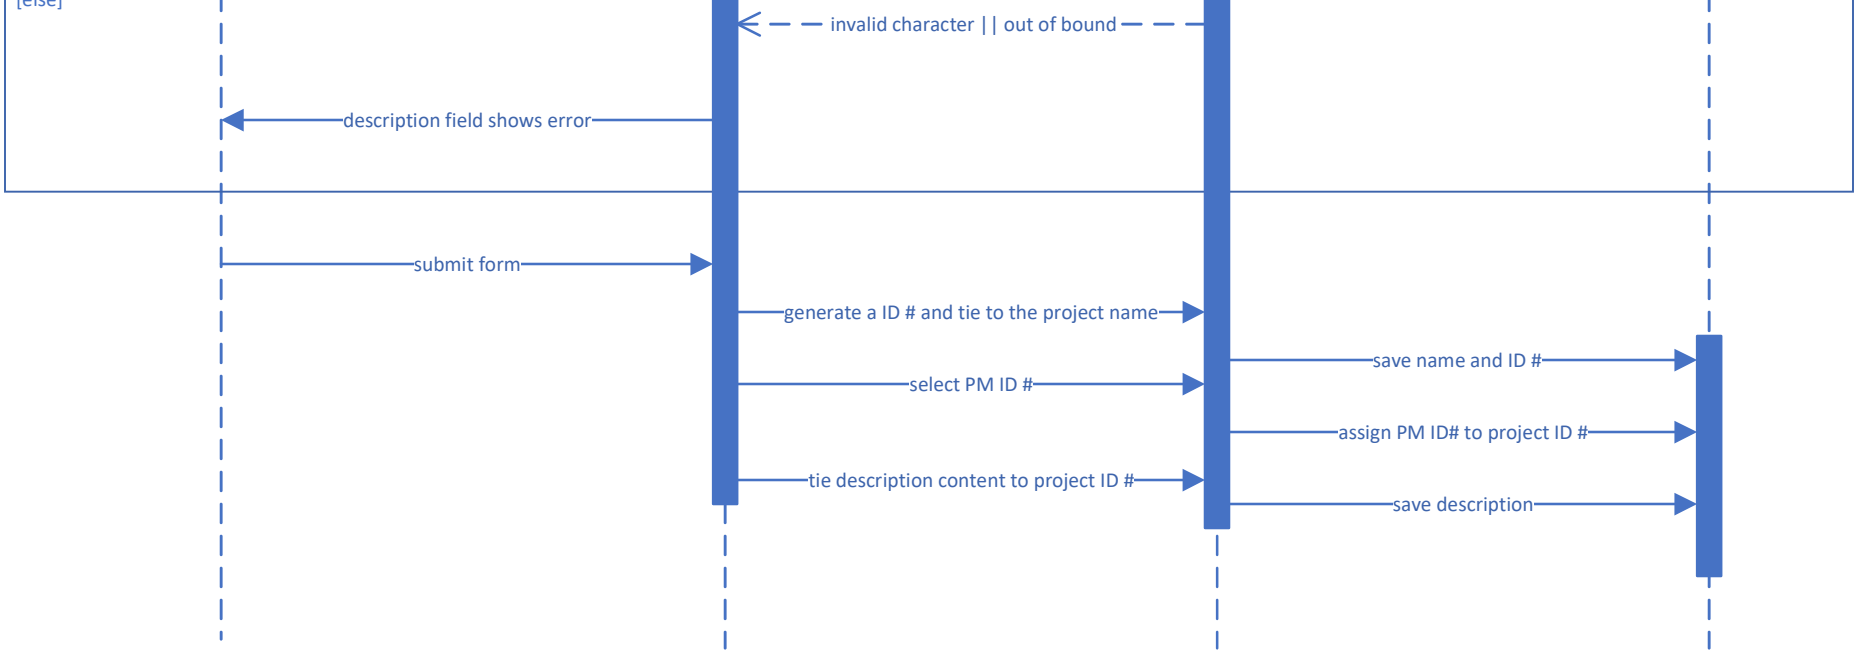 [else]
invalid character || out of bound
description field shows error
submit form
generate a ID # and tie to the project name
save name and ID #
select PM ID #
assign PM ID# to project ID #
tie description content to project ID #
save description